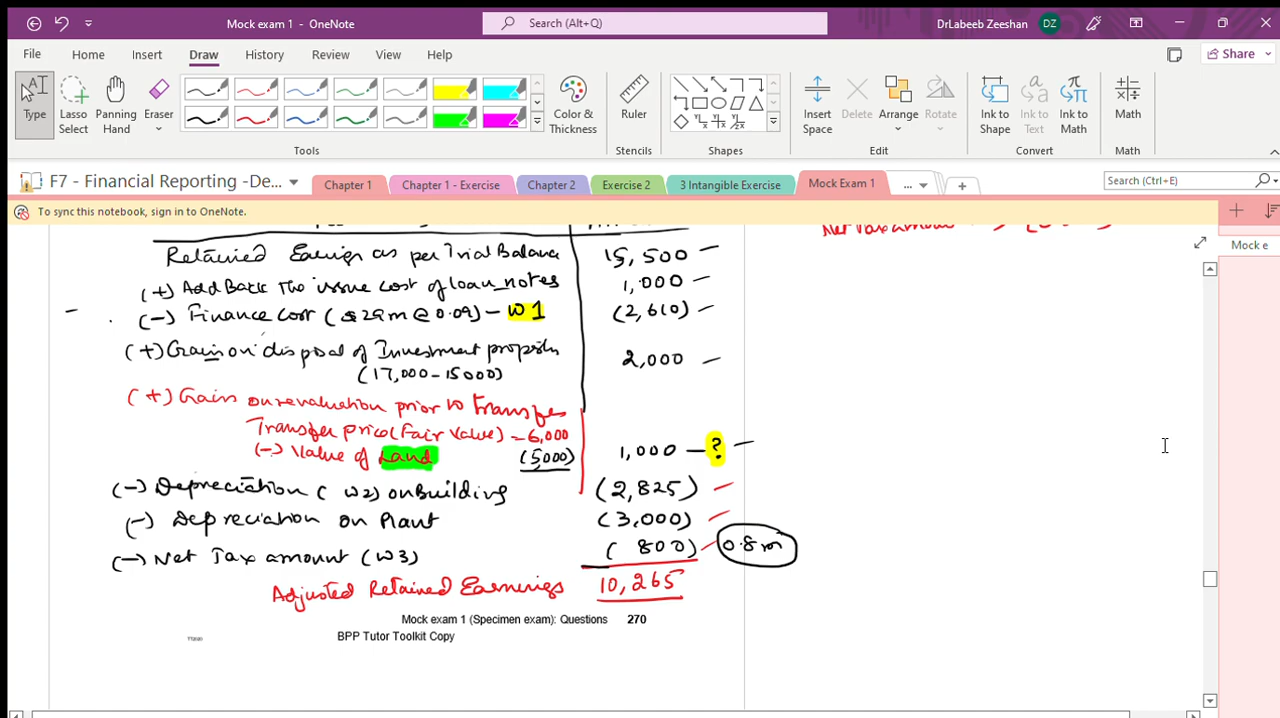 Mock exam 1 - OneNote
Search (Alt+Q)
DrLabeeb Zeeshan
DZ
File Home Insert Draw History Review View Help
Share
Type
Lasso Select
Panning Hand
Eraser
Color & Thickness
Ruler
Insert Space
Delete
Arrange
Rotate
Ink to Shape
Ink to Text
Ink to Math
Math
Tools
Stencils
Shapes
Edit
Convert
Math
F7 - Financial Reporting -De...
Chapter 1
Chapter 1 - Exercise
Chapter 2
Exercise 2
3 Intangible Exercise
Mock Exam 1
...
Search (Ctrl+E)
To sync this notebook, sign in to OneNote.
Mock e
Net Tax amount
Retained Earnings as per Trial Balance 15,500 –
(+) Add Back the issue cost of loan notes 1,000 –
(–) Finance cost ( @ 29m @ 0.09) – W1 (2,610) –
(+) Gain on disposal of Investment property 2,000 –
(17,000 – 15000)
(+) Gain on revaluation prior to transfer
Transfer price (Fair Value) – 6,000
(–) Value of Land (5,000) 1,000 – ? –
(–) Depreciation ( W2) on Building (2,825) –
(–) Depreciation on Plant (3,000) –
(–) Net Tax amount (W3) ( 800) – 0.8m
Adjusted Retained Earnings 10,265
Mock exam 1 (Specimen exam): Questions 270
BPP Tutor Toolkit Copy